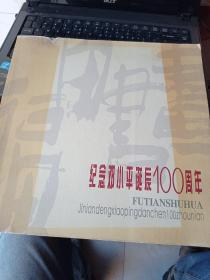 纪念邓小平诞辰100周年
FUTIANSHUHUA
Jiniandengxiaopingdanchen100zhounian